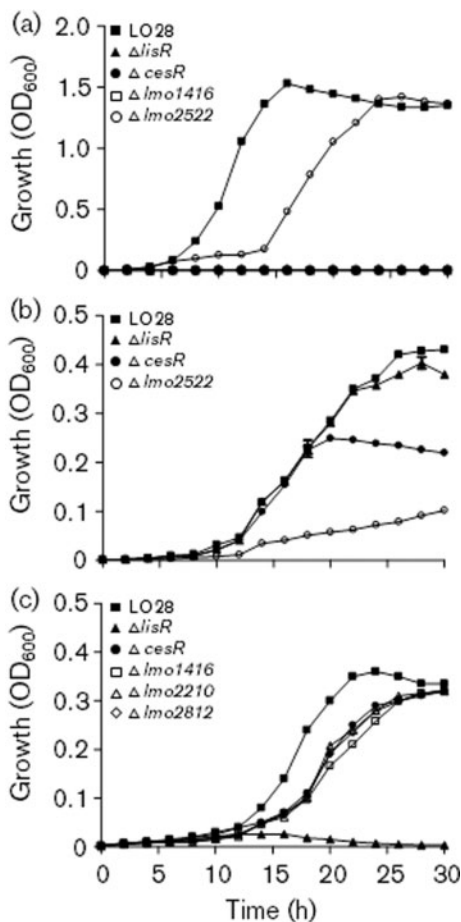 (a)
LO28
ΔlisR
ΔcesR
Δlmo1416
Δlmo2522
Growth (OD600)
2.0
1.5
1.0
0.5
0
(b)
LO28
ΔlisR
ΔcesR
Δlmo2522
Growth (OD600)
0.5
0.4
0.3
0.2
0.1
0
(c)
LO28
ΔlisR
ΔcesR
Δlmo1416
Δlmo2210
Δlmo2812
Growth (OD600)
0.5
0.4
0.3
0.2
0.1
0
0 5 10 15 20 25 30
Time (h)